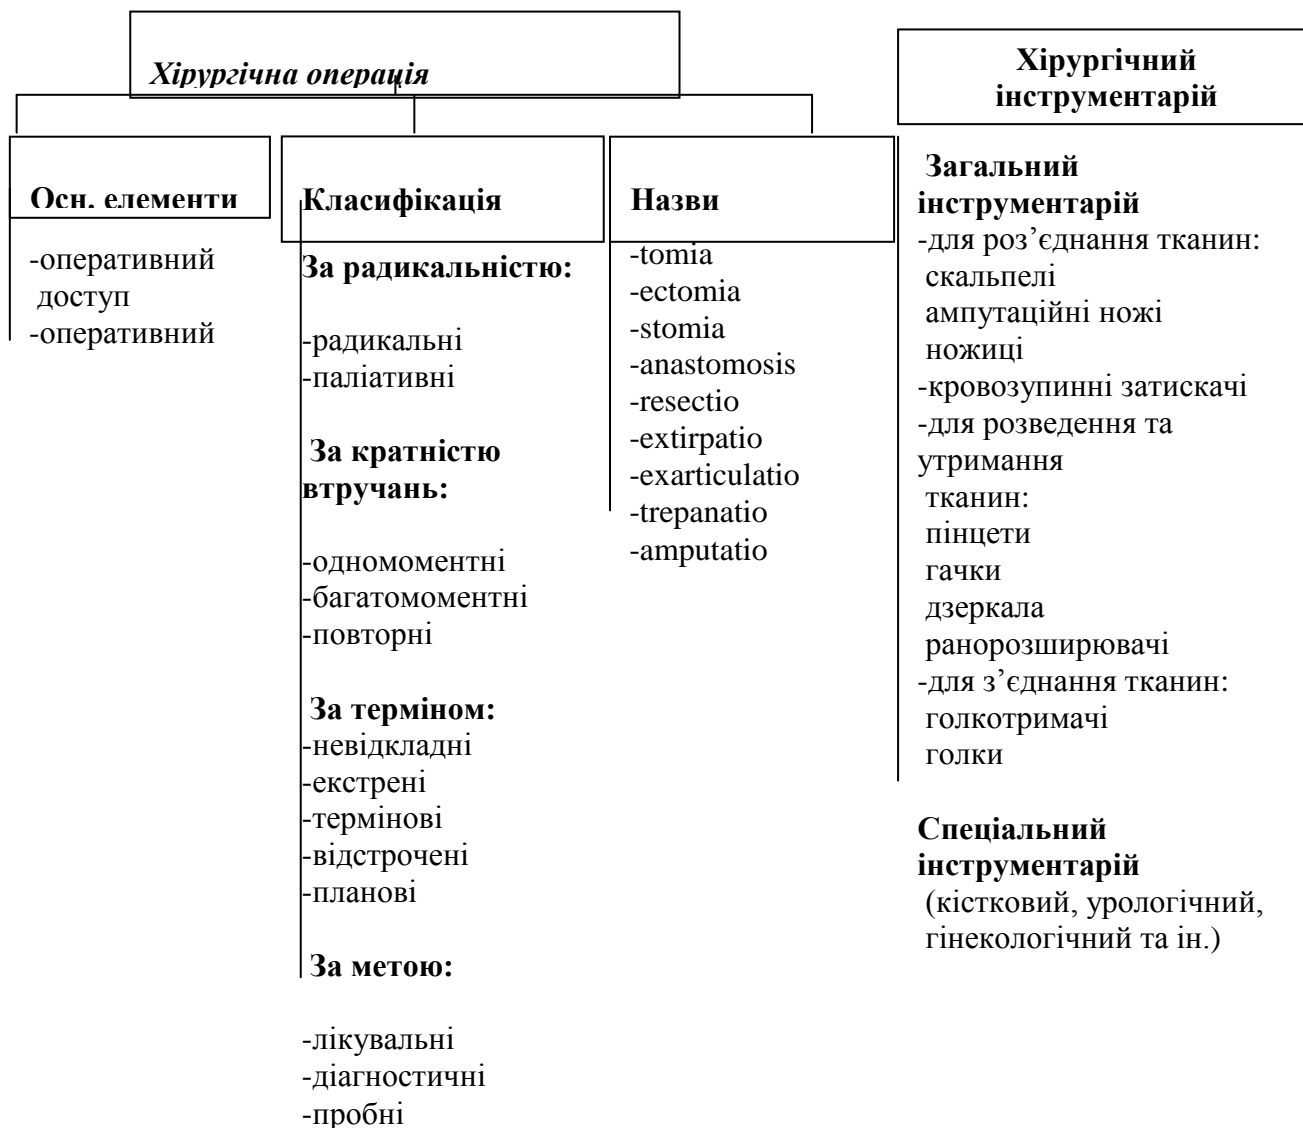 Хірургічна операція
Осн. елементи
-оперативний
доступ
-оперативний
Класифікація
За радикальністю:
-радикальні
-паліативні
За кратністю
втручань:
-одномоментні
-багатомоментні
-повторні
За терміном:
-невідкладні
-екстрені
-термінові
-відстрочені
-планові
За метою:
-лікувальні
-діагностичні
-пробні
Назви
-tomia
-ectomia
-stomia
-anastomosis
-resectio
-extirpatio
-exarticulatio
-trepanatio
-amputatio
Хірургічний
інструментарій
Загальний
інструментарій
-для роз’єднання тканин:
скальпелі
ампутаційні ножі
ножиці
-кровозупинні затискачі
-для розведення та
утримання
тканин:
пінцети
гачки
дзеркала
ранорозширювачі
-для з’єднання тканин:
голкотримачі
голки
Спеціальний
інструментарій
(кістковий, урологічний,
гінекологічний та ін.)